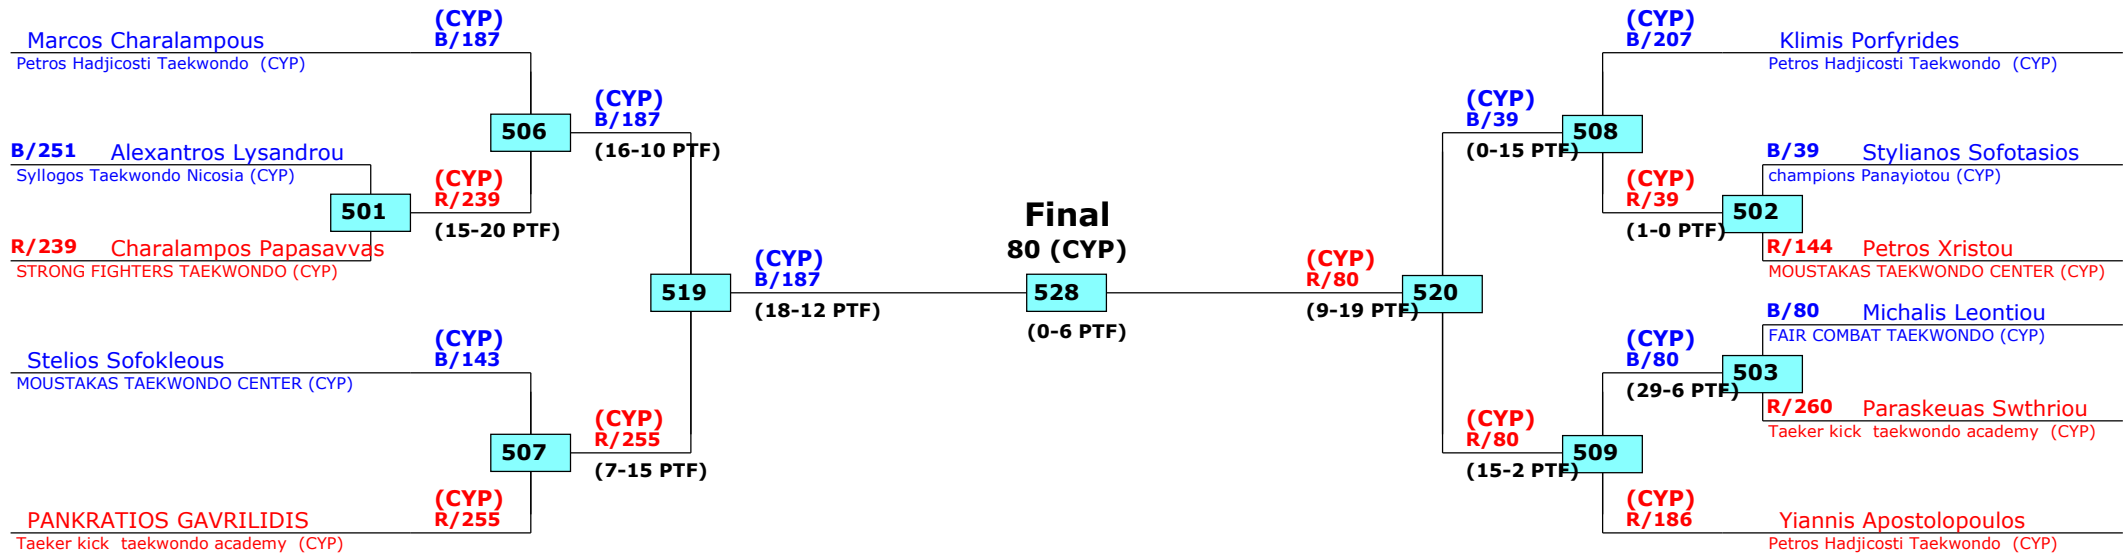 (CYP)
B/187
Marcos Charalampous
Petros Hadjicosti Taekwondo (CYP)
506
(CYP)
B/187
(16-10 PTF)
B/251 Alexantros Lysandrou
Syllogos Taekwondo Nicosia (CYP)
501
(CYP)
R/239
(15-20 PTF)
R/239 Charalampos Papasavvas
STRONG FIGHTERS TAEKWONDO (CYP)
519
(CYP)
B/187
(18-12 PTF)
(CYP)
B/143
Stelios Sofokleous
MOUSTAKAS TAEKWONDO CENTER (CYP)
507
(CYP)
R/255
(7-15 PTF)
(CYP)
R/255
PANKRATIOS GAVRILIDIS
Taeker kick taekwondo academy (CYP)
Final
80 (CYP)
528
(0-6 PTF)
(CYP)
R/80
(9-19 PTF)
520
(CYP)
B/207
Klimis Porfyrides
Petros Hadjicosti Taekwondo (CYP)
(CYP)
B/39
(0-15 PTF)
508
B/39 Stylianos Sofotasios
champions Panayiotou (CYP)
(CYP)
R/39
(1-0 PTF)
502
R/144 Petros Xristou
MOUSTAKAS TAEKWONDO CENTER (CYP)
B/80 Michalis Leontiou
FAIR COMBAT TAEKWONDO (CYP)
(CYP)
B/80
(29-6 PTF)
503
R/260 Paraskeuas Swthriou
Taeker kick taekwondo academy (CYP)
(CYP)
R/80
(15-2 PTF)
509
(CYP)
R/186
Yiannis Apostolopoulos
Petros Hadjicosti Taekwondo (CYP)